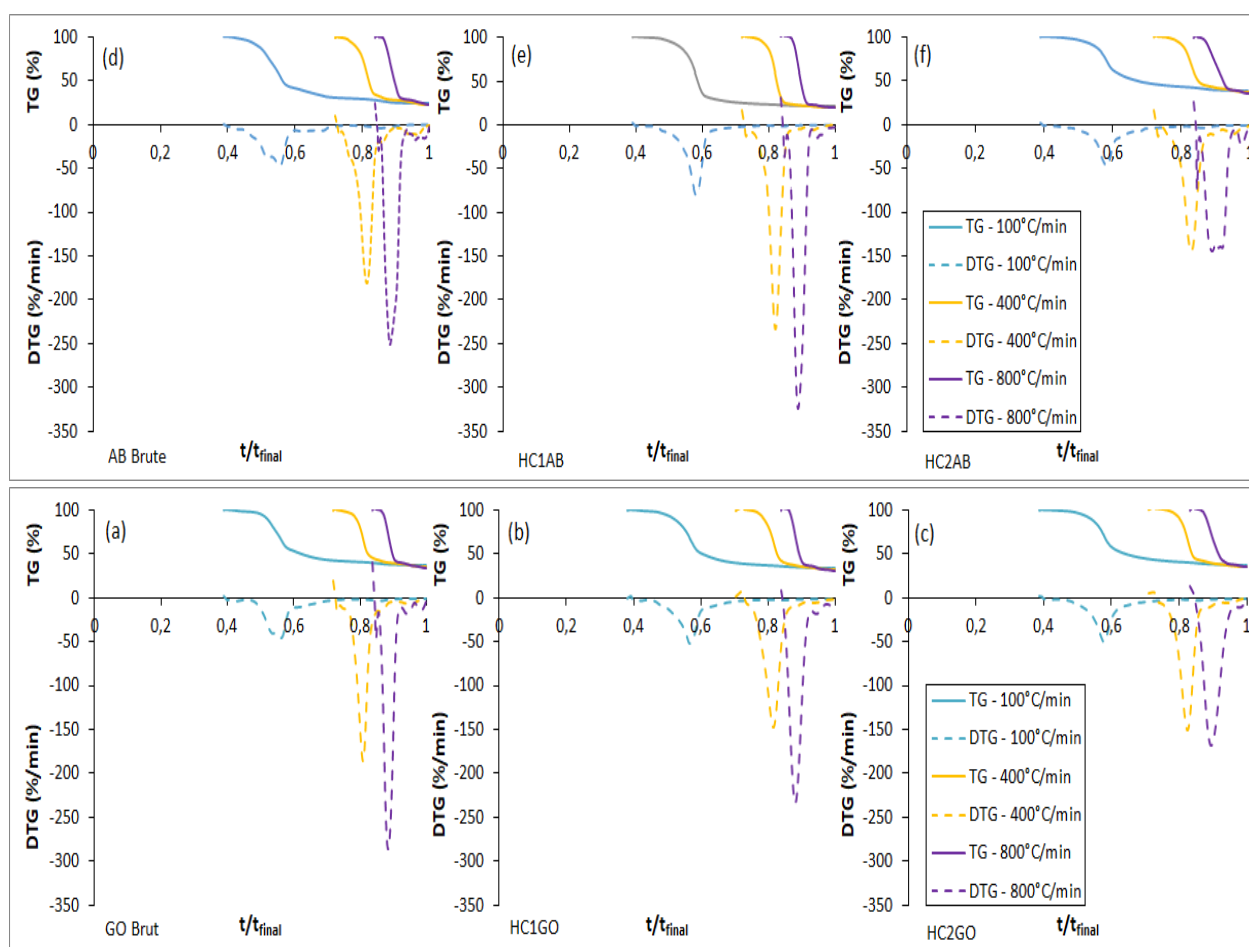 (d)
TG (%)
100
50
0
-50
-100
-150
-200
-250
-300
-350
DTG (%/min)
0 0,2 0,4 0,6 0,8 1
AB Brute
t/tfinal
(e)
TG (%)
100
50
0
-50
-100
-150
-200
-250
-300
-350
DTG (%/min)
0 0,2 0,4 0,6 0,8 1
HC1AB
t/tfinal
(f)
TG (%)
100
50
0
-50
-100
-150
-200
-250
-300
-350
DTG (%/min)
0 0,2 0,4 0,6 0,8 1
TG - 100°C/min
DTG - 100°C/min
TG - 400°C/min
DTG - 400°C/min
TG - 800°C/min
DTG - 800°C/min
HC2AB
t/tfinal
(a)
TG (%)
100
50
0
-50
-100
-150
-200
-250
-300
-350
DTG (%/min)
0 0,2 0,4 0,6 0,8 1
GO Brut
t/tfinal
(b)
TG (%)
100
50
0
-50
-100
-150
-200
-250
-300
-350
DTG (%/min)
0 0,2 0,4 0,6 0,8 1
HC1GO
t/tfinal
(c)
TG (%)
100
50
0
-50
-100
-150
-200
-250
-300
-350
DTG (%/min)
0 0,2 0,4 0,6 0,8 1
TG - 100°C/min
DTG - 100°C/min
TG - 400°C/min
DTG - 400°C/min
TG - 800°C/min
DTG - 800°C/min
HC2GO
t/tfinal